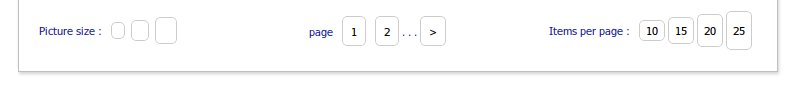 Picture size : page 1 2 . . . > Items per page : 10 15 20 25